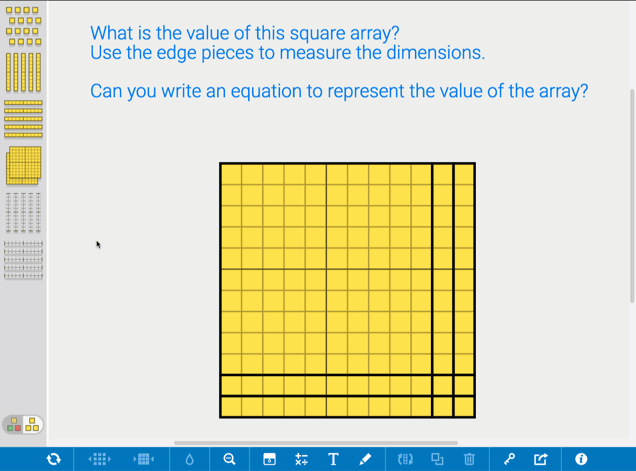 What is the value of this square array?
Use the edge pieces to measure the dimensions.
Can you write an equation to represent the value of the array?